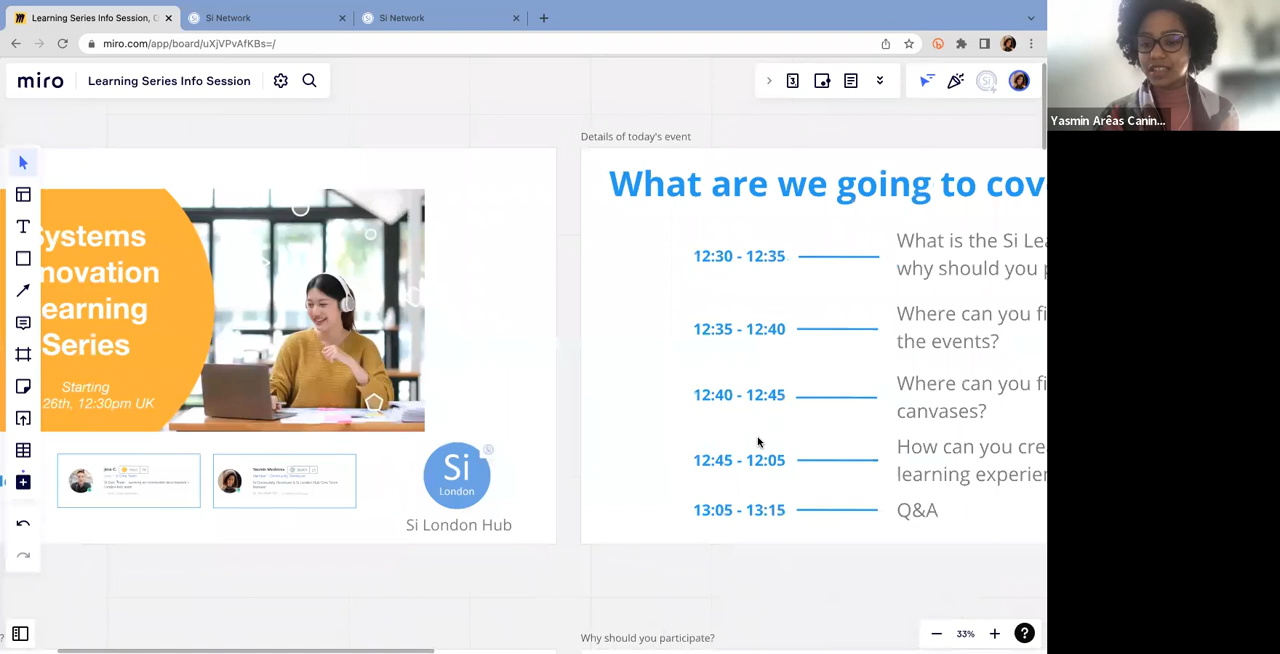 Learning Series Info Session, C
Si Network
Si Network
miro.com/app/board/uXjVPvAfKBs=/
miro
Learning Series Info Session
3
Si
Yasmin Arêas Canin...
Details of today's event
Systems
nnovation
earning
Series
Starting
26th, 12:30pm UK
Si
London
Si London Hub
What are we going to cov
12:30 - 12:35
What is the Si Lea
why should you p
12:35 - 12:40
Where can you fi
the events?
12:40 - 12:45
Where can you fi
canvases?
12:45 - 12:05
How can you cre
learning experien
13:05 - 13:15
Q&A
Why should you participate?
33%
?